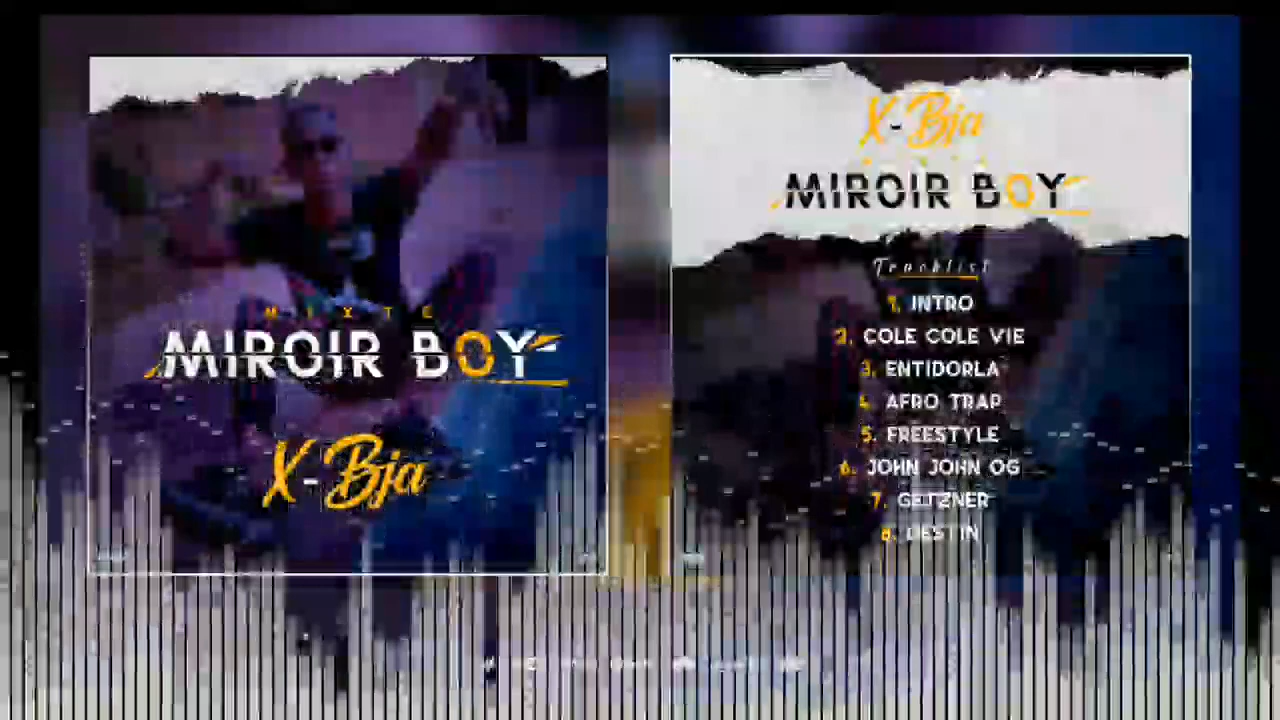 MIXTE
MIROIR BOY
X-Bja
X-Bja
MIROIR BOY
Tracklist
1. INTRO
2. COLE COLE VIE
3. ENTIDORLA
4. AFRO TRAP
5. FREESTYLE
6. JOHN JOHN OG
7. GETZNER
8. DESTIN